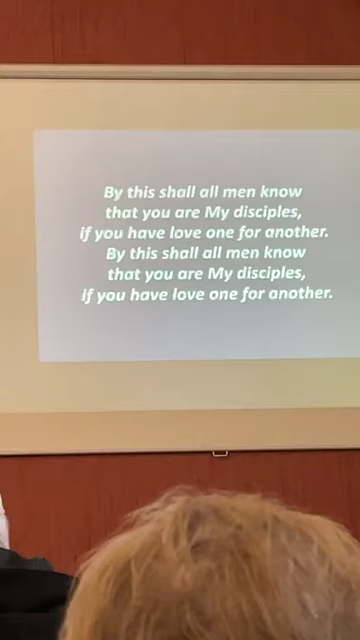 By this shall all men know
that you are My disciples,
if you have love one for another.
By this shall all men know
that you are My disciples,
if you have love one for another.